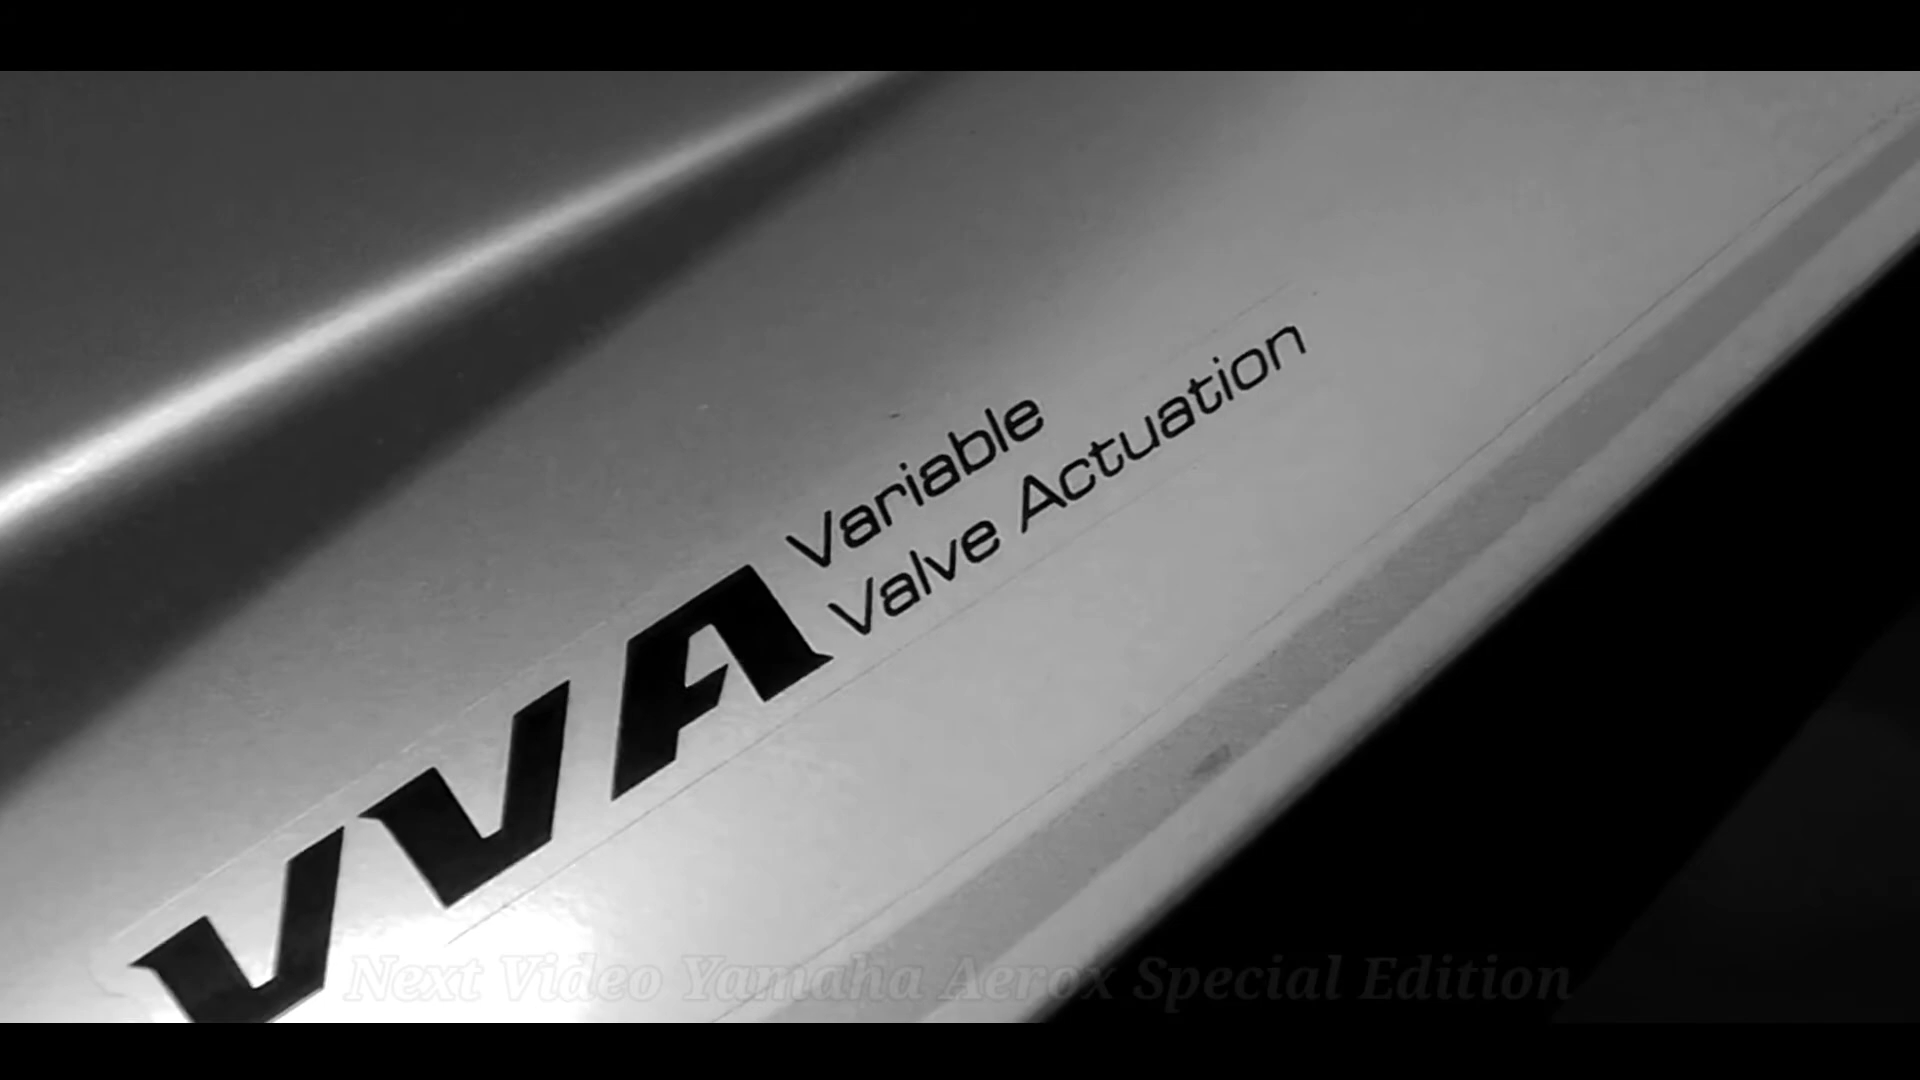 VVA
Variable
Valve Actuation
Next Video Yamaha Aerox Special Edition